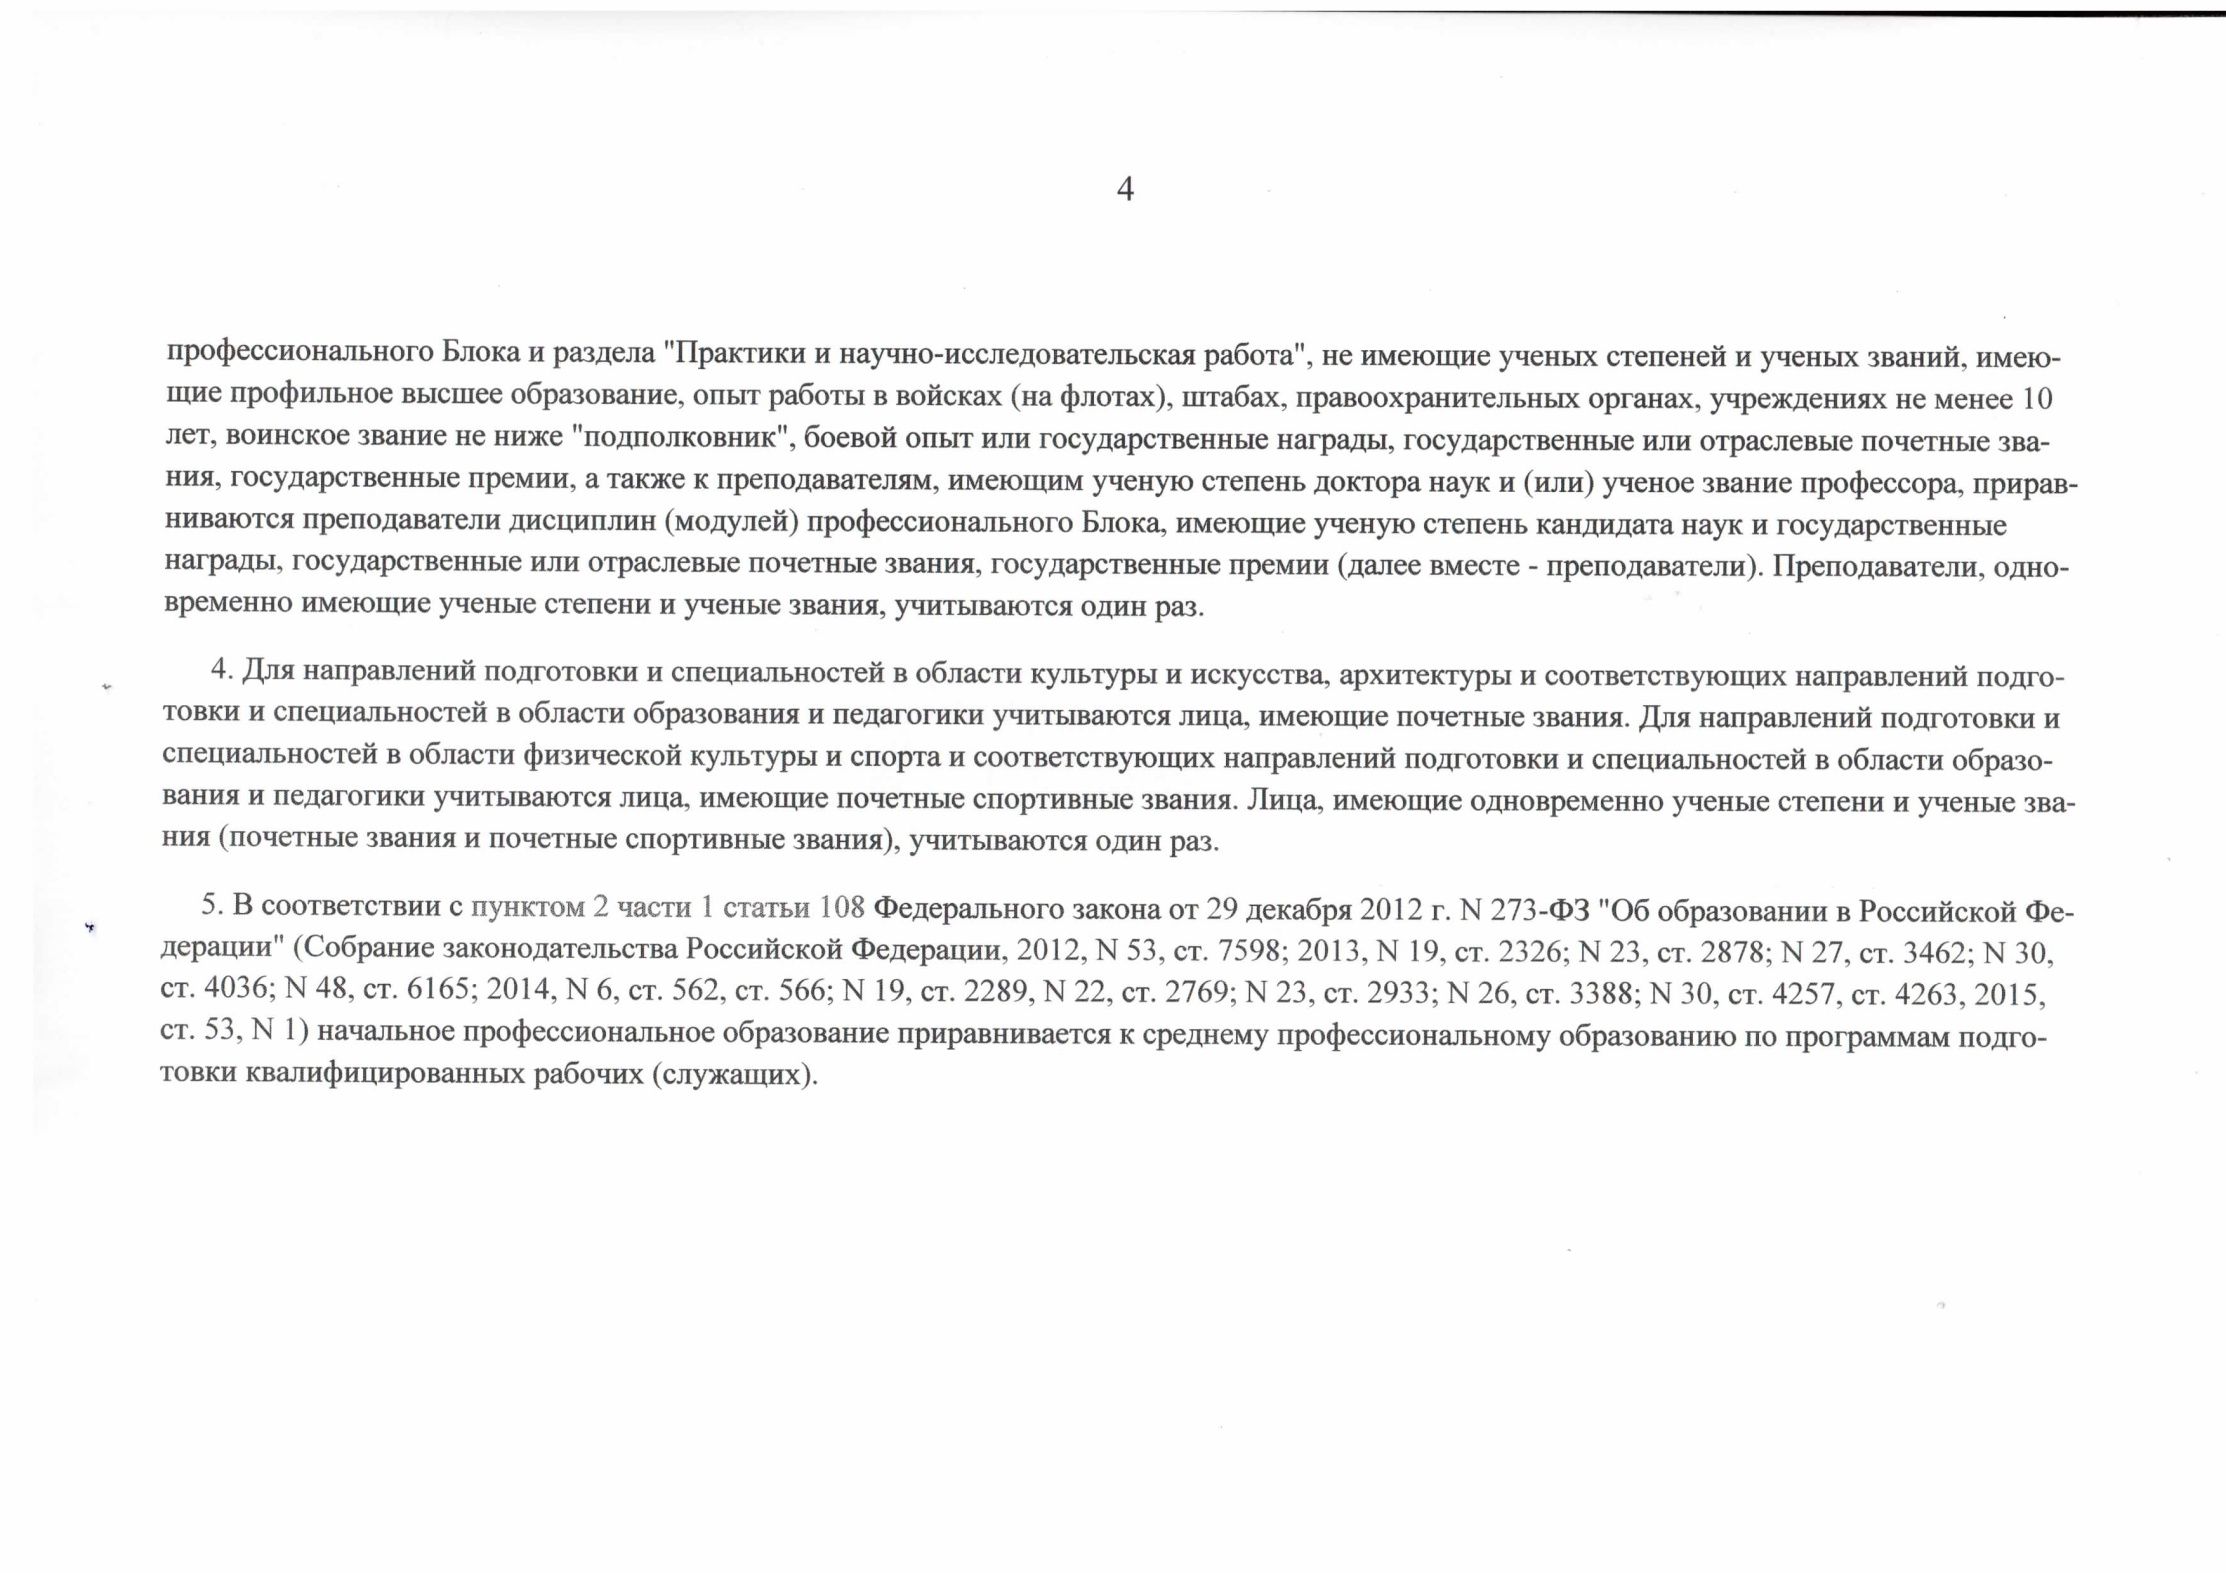 4
профессионального Блока и раздела "Практики и научно-исследовательская работа", не имеющие ученых степеней и ученых званий, имею-
щие профильное высшее образование, опыт работы в войсках (на флотах), штабах, правоохранительных органах, учреждениях не менее 10
лет, воинское звание не ниже "подполковник", боевой опыт или государственные награды, государственные или отраслевые почетные зва-
ния, государственные премии, а также к преподавателям, имеющим ученую степень доктора наук и (или) ученое звание профессора, прирав-
ниваются преподаватели дисциплин (модулей) профессионального Блока, имеющие ученую степень кандидата наук и государственные
награды, государственные или отраслевые почетные звания, государственные премии (далее вместе - преподаватели). Преподаватели, одно-
временно имеющие ученые степени и ученые звания, учитываются один раз.
4. Для направлений подготовки и специальностей в области культуры и искусства, архитектуры и соответствующих направлений подго-
товки и специальностей в области образования и педагогики учитываются лица, имеющие почетные звания. Для направлений подготовки и
специальностей в области физической культуры и спорта и соответствующих направлений подготовки и специальностей в области образо-
вания и педагогики учитываются лица, имеющие почетные спортивные звания. Лица, имеющие одновременно ученые степени и ученые зва-
ния (почетные звания и почетные спортивные звания), учитываются один раз.
5. В соответствии с пунктом 2 части 1 статьи 108 Федерального закона от 29 декабря 2012 г. N 273-ФЗ "Об образовании в Российской Фе-
дерации" (Собрание законодательства Российской Федерации, 2012, N 53, ст. 7598; 2013, N 19, ст. 2326; N 23, ст. 2878; N 27, ст. 3462; N 30,
ст. 4036; N 48, ст. 6165; 2014, N 6, ст. 562, ст. 566; N 19, ст. 2289, N 22, ст. 2769; N 23, ст. 2933; N 26, ст. 3388; N 30, ст. 4257, ст. 4263, 2015,
ст. 53, N 1) начальное профессиональное образование приравнивается к среднему профессиональному образованию по программам подго-
товки квалифицированных рабочих (служащих).